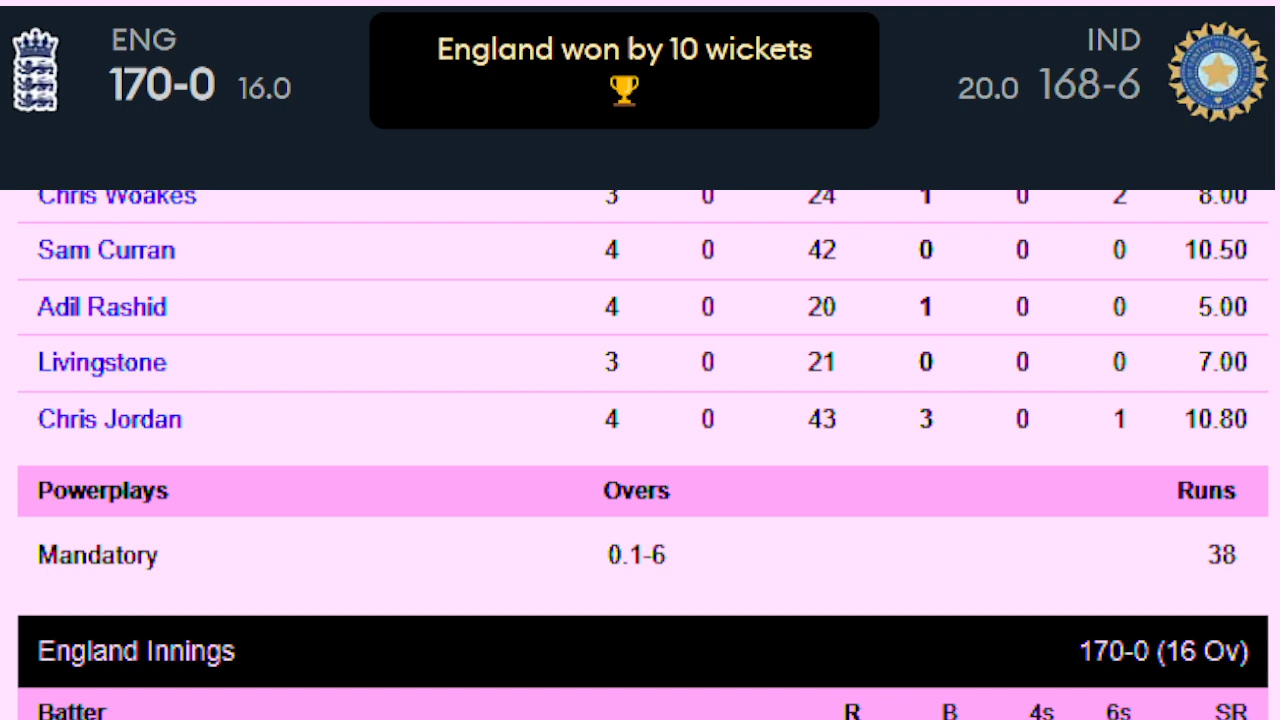 ENG
170-0 16.0
England won by 10 wickets
IND
20.0 168-6
Chris Woakes 3 0 24 1 0 2 8.00
Sam Curran 4 0 42 0 0 0 10.50
Adil Rashid 4 0 20 1 0 0 5.00
Livingstone 3 0 21 0 0 0 7.00
Chris Jordan 4 0 43 3 0 1 10.80
Powerplays Overs Runs
Mandatory 0.1-6 38
England Innings 170-0 (16 Ov)
Batter R B 4s 6s SR